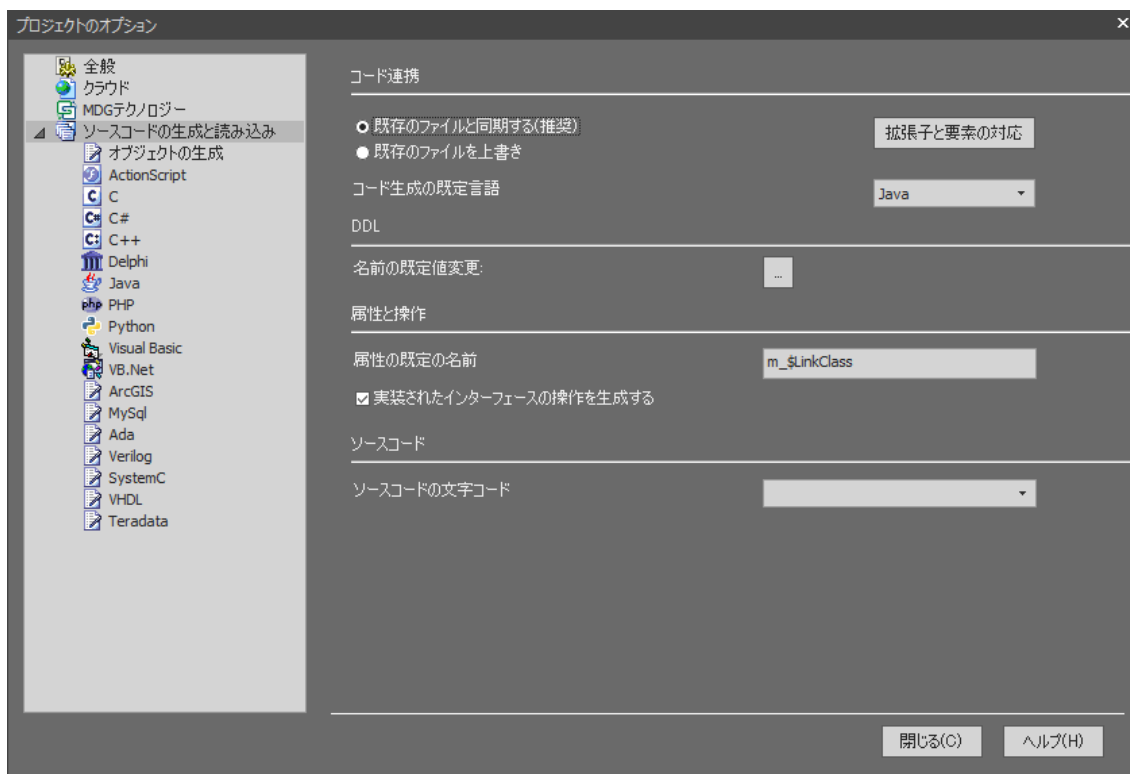 プロジェクトのオプション
全般
クラウド
MDGテクノロジー
ソースコードの生成と読み込み
オブジェクトの生成
ActionScript
C
C#
C++
Delphi
Java
PHP
Python
Visual Basic
VB.Net
ArcGIS
MySql
Ada
Verilog
SystemC
VHDL
Teradata
コード連携
既存のファイルと同期する(推奨)
既存のファイルを上書き
拡張子と要素の対応
コード生成の既定言語
Java
DDL
名前の既定値変更:
...
属性と操作
属性の既定の名前
m_$LinkClass
実装されたインターフェースの操作を生成する
ソースコード
ソースコードの文字コード
閉じる(C)
ヘルプ(H)